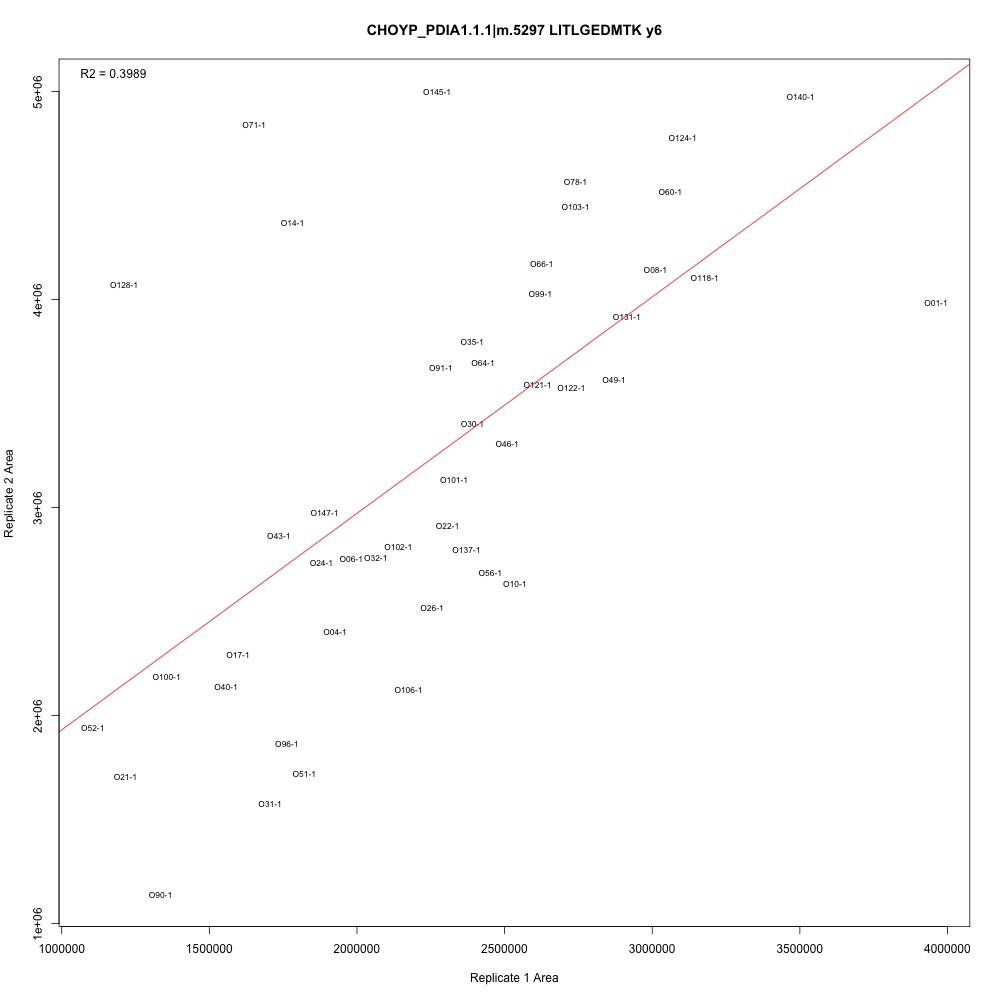 CHOYP_PDIA1.1.1|m.5297 LITLGEDMTK y6
R2 = 0.3989
5e+06
4e+06
3e+06
2e+06
1e+06
Replicate 2 Area
O145-1
O140-1
O71-1
O124-1
O78-1
O60-1
O103-1
O14-1
O66-1
O08-1
O118-1
O128-1
O99-1
O01-1
O131-1
O35-1
O64-1
O91-1
O49-1
O121-1
O122-1
O30-1
O46-1
O101-1
O147-1
O22-1
O43-1
O102-1
O137-1
O06-1
O32-1
O24-1
O56-1
O10-1
O26-1
O04-1
O17-1
O100-1
O40-1
O106-1
O52-1
O96-1
O51-1
O21-1
O31-1
O90-1
1000000 1500000 2000000 2500000 3000000 3500000 4000000
Replicate 1 Area